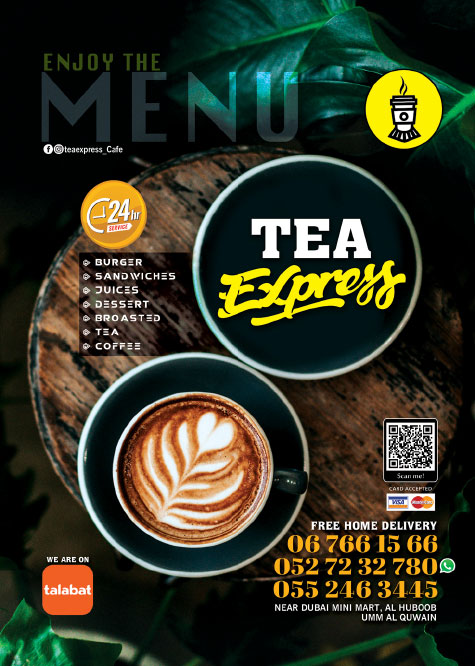 ENJOY THE
MENU
teaexpress_Cafe
24hr
SERVICE
BURGER
SANDWICHES
JUICES
DESSERT
BROASTED
TEA
COFFEE
TEA
Express
Scan me!
CARD ACCEPTED
VISA
MasterCard
FREE HOME DELIVERY
06 766 15 66
052 72 32 780
055 246 3445
NEAR DUBAI MINI MART, AL HUBOOB
UMM AL QUWAIN
WE ARE ON
talabat